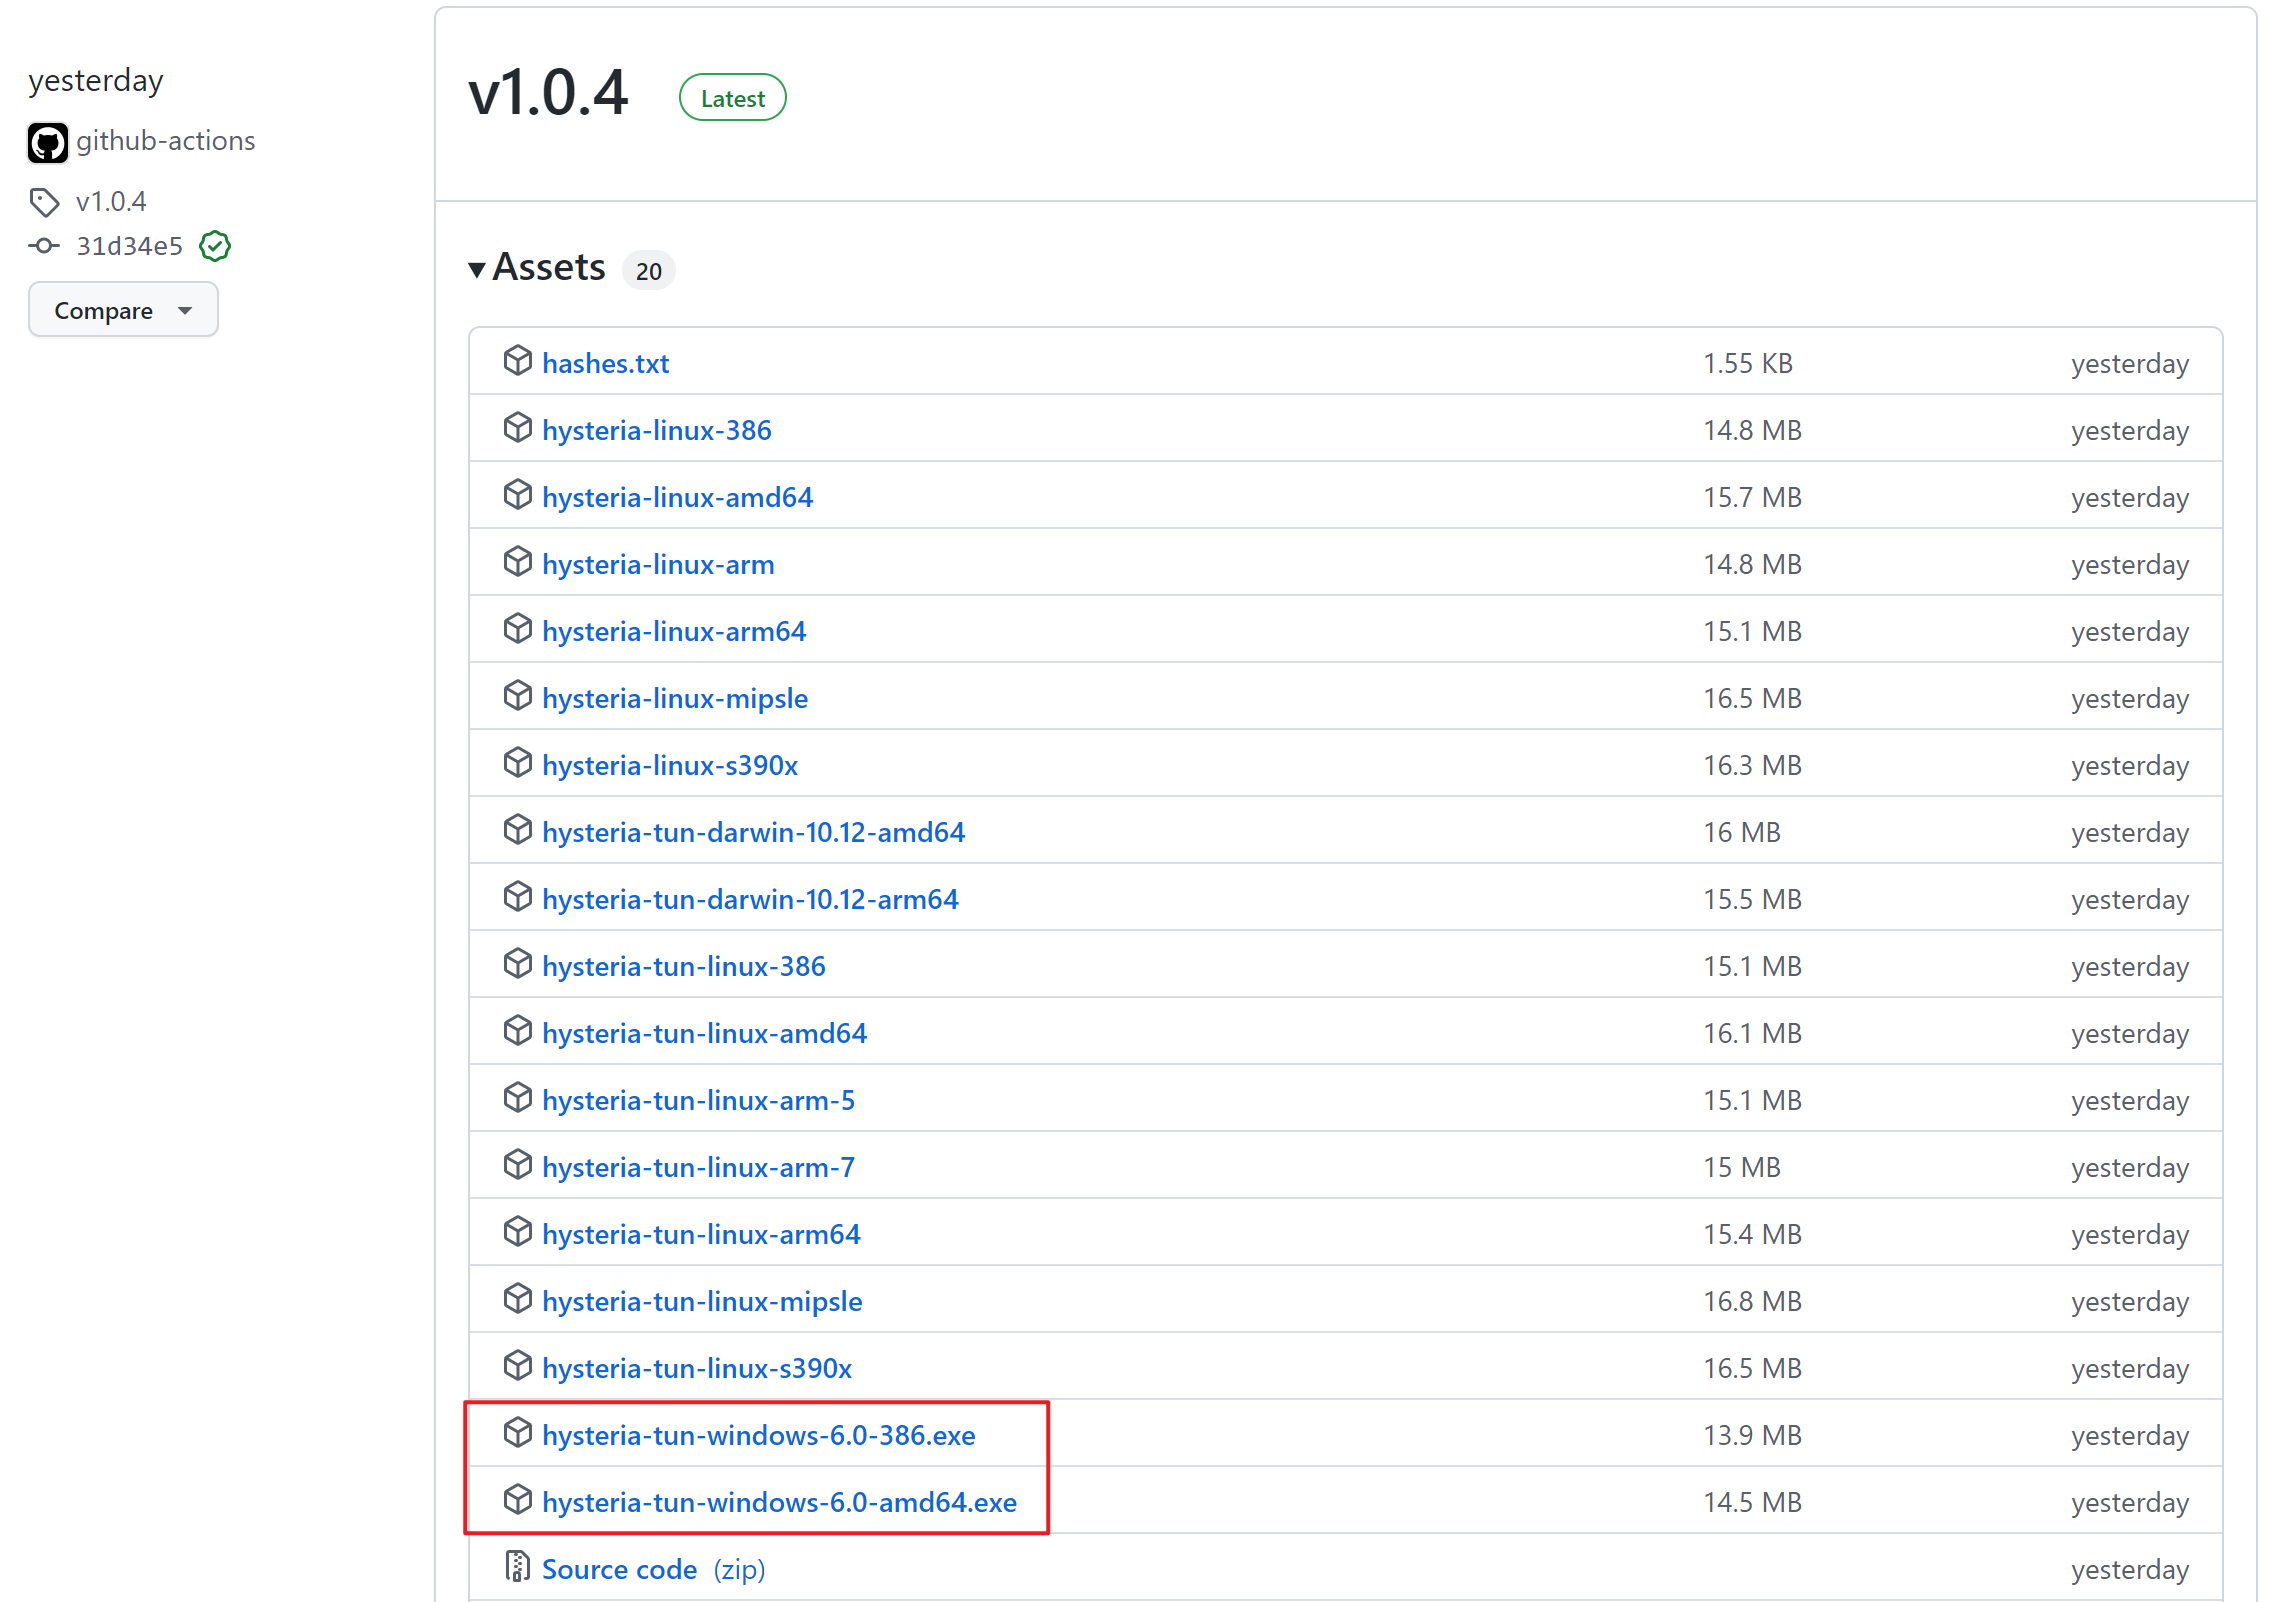 yesterday
github-actions
v1.0.4
31d34e5
Compare
v1.0.4 Latest
Assets 20
hashes.txt 1.55 KB yesterday
hysteria-linux-386 14.8 MB yesterday
hysteria-linux-amd64 15.7 MB yesterday
hysteria-linux-arm 14.8 MB yesterday
hysteria-linux-arm64 15.1 MB yesterday
hysteria-linux-mipsle 16.5 MB yesterday
hysteria-linux-s390x 16.3 MB yesterday
hysteria-tun-darwin-10.12-amd64 16 MB yesterday
hysteria-tun-darwin-10.12-arm64 15.5 MB yesterday
hysteria-tun-linux-386 15.1 MB yesterday
hysteria-tun-linux-amd64 16.1 MB yesterday
hysteria-tun-linux-arm-5 15.1 MB yesterday
hysteria-tun-linux-arm-7 15 MB yesterday
hysteria-tun-linux-arm64 15.4 MB yesterday
hysteria-tun-linux-mipsle 16.8 MB yesterday
hysteria-tun-linux-s390x 16.5 MB yesterday
hysteria-tun-windows-6.0-386.exe 13.9 MB yesterday
hysteria-tun-windows-6.0-amd64.exe 14.5 MB yesterday
Source code (zip) yesterday